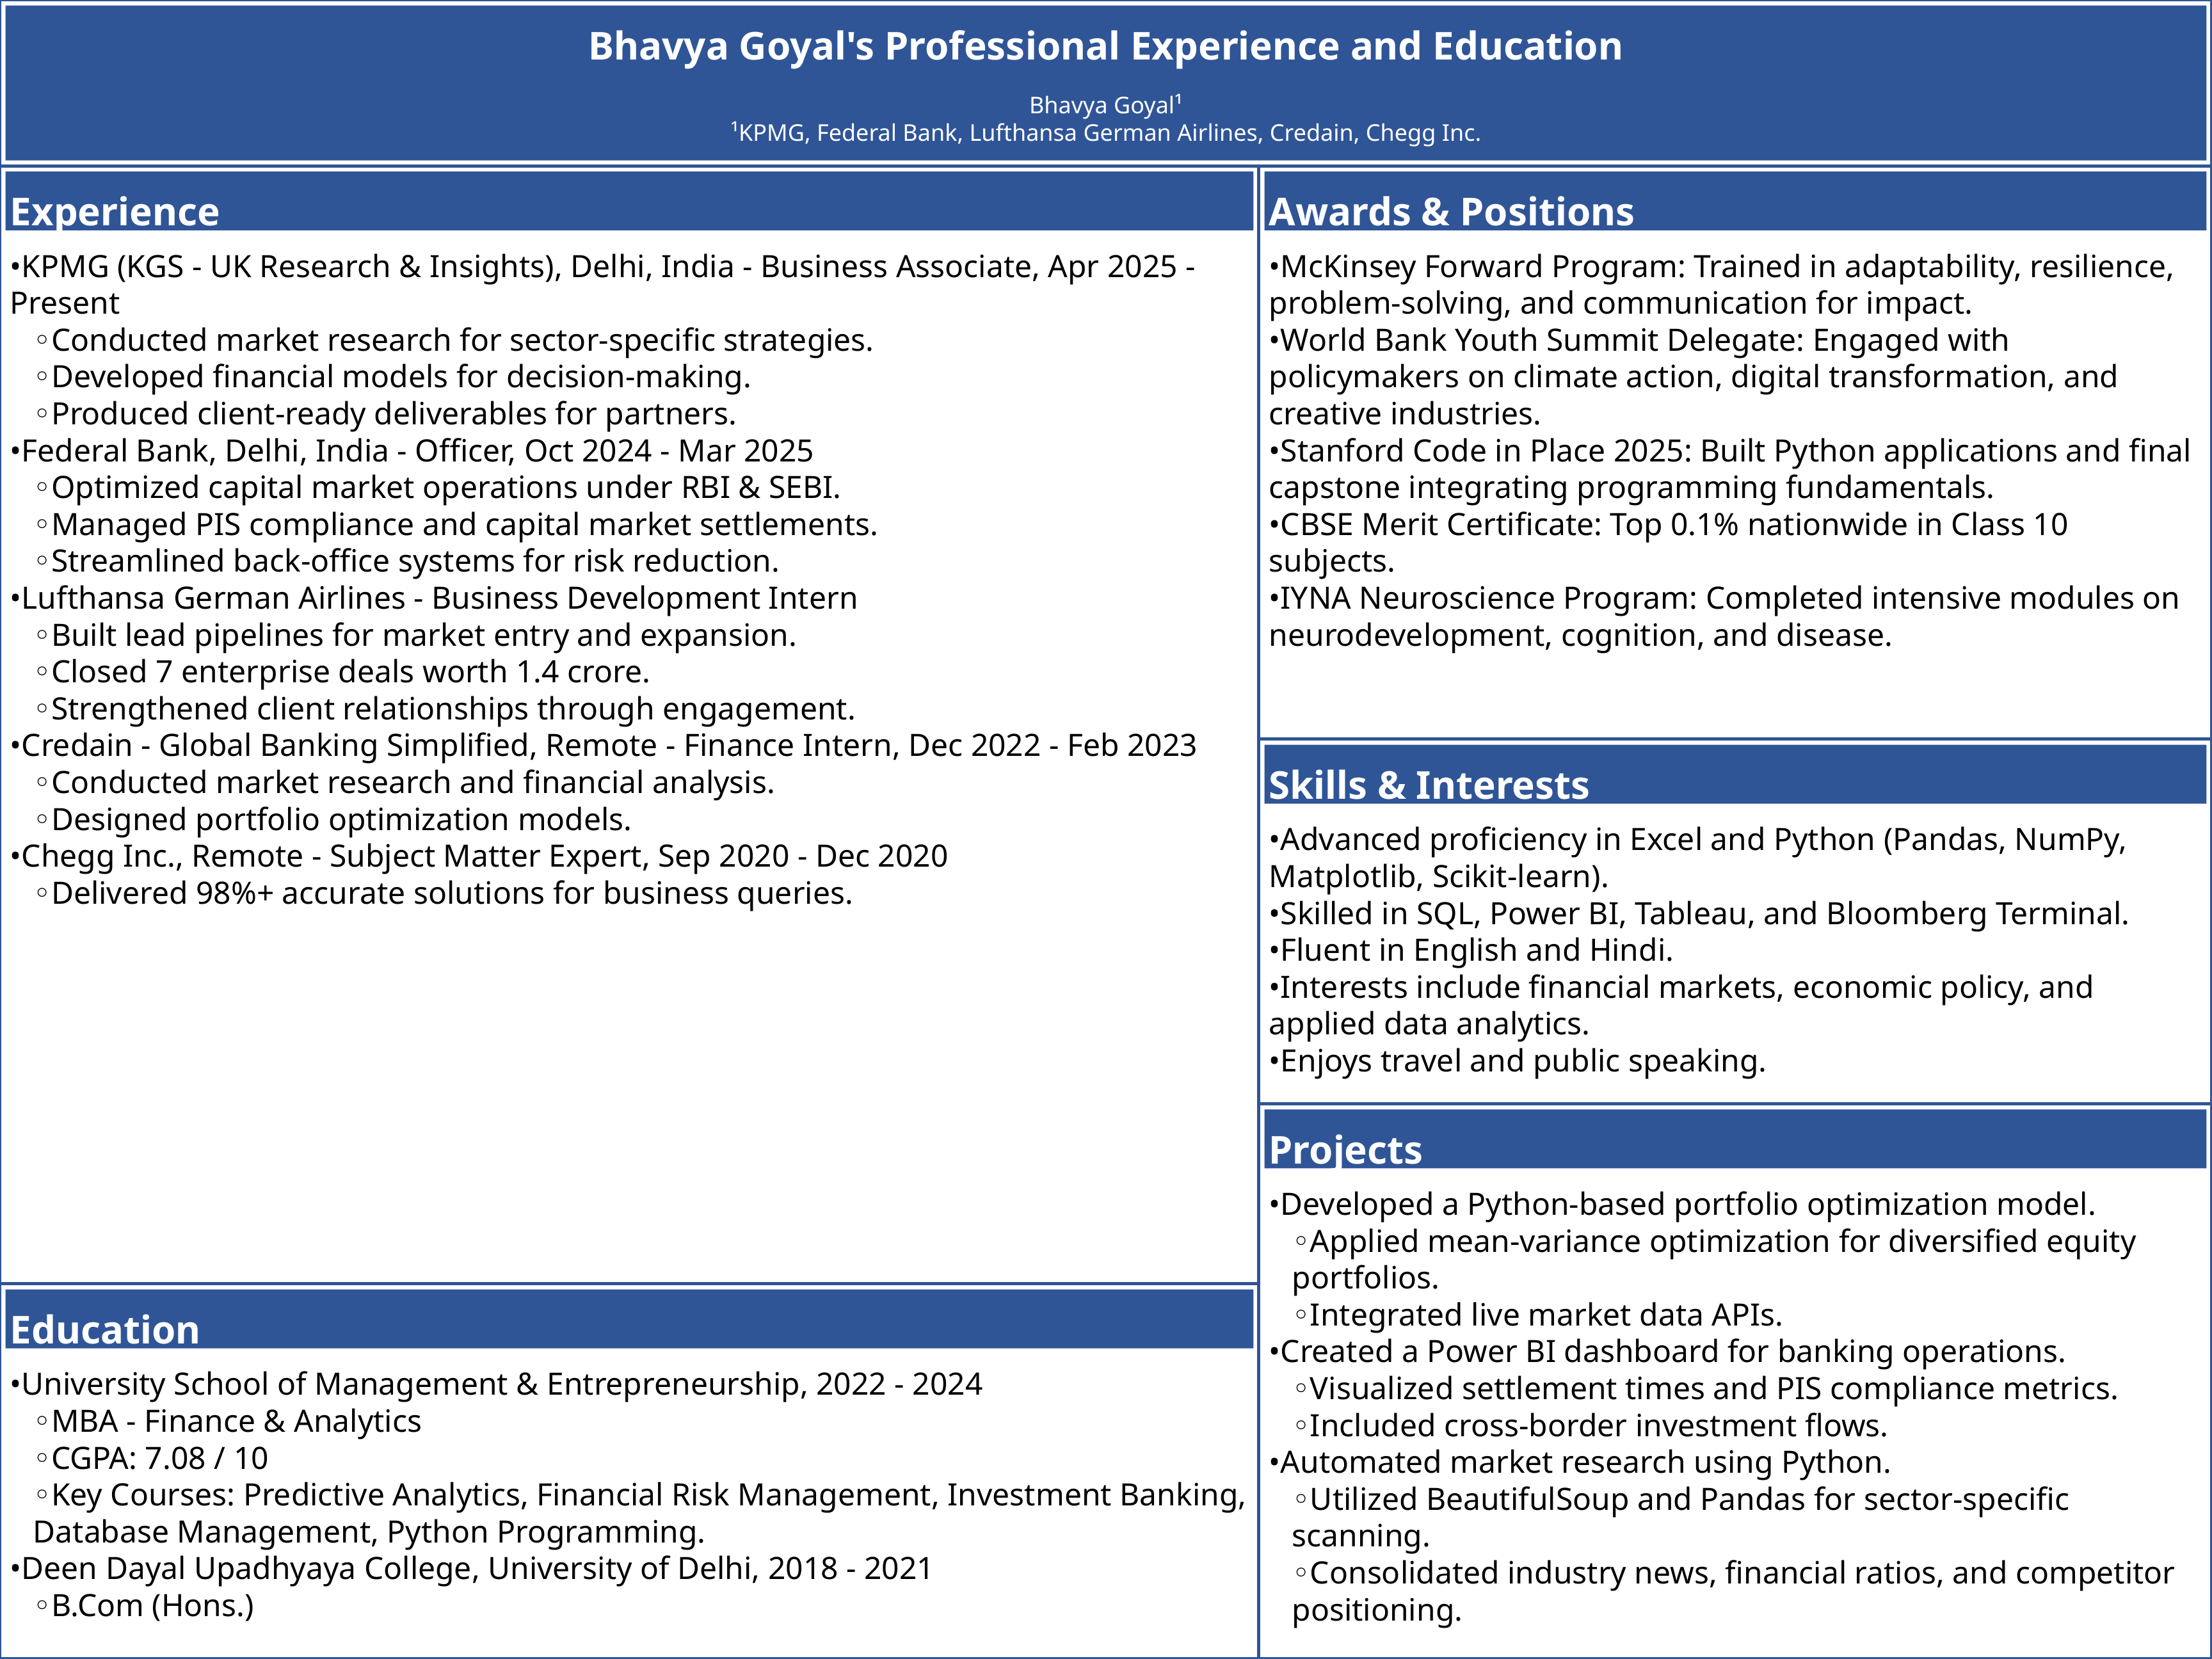 Bhavya Goyal's Professional Experience and Education
Bhavya Goyal¹
¹KPMG, Federal Bank, Lufthansa German Airlines, Credain, Chegg Inc.
Experience
•KPMG (KGS - UK Research & Insights), Delhi, India - Business Associate, Apr 2025 -
Present
◦Conducted market research for sector-specific strategies.
◦Developed financial models for decision-making.
◦Produced client-ready deliverables for partners.
•Federal Bank, Delhi, India - Officer, Oct 2024 - Mar 2025
◦Optimized capital market operations under RBI & SEBI.
◦Managed PIS compliance and capital market settlements.
◦Streamlined back-office systems for risk reduction.
•Lufthansa German Airlines - Business Development Intern
◦Built lead pipelines for market entry and expansion.
◦Closed 7 enterprise deals worth 1.4 crore.
◦Strengthened client relationships through engagement.
•Credain - Global Banking Simplified, Remote - Finance Intern, Dec 2022 - Feb 2023
◦Conducted market research and financial analysis.
◦Designed portfolio optimization models.
•Chegg Inc., Remote - Subject Matter Expert, Sep 2020 - Dec 2020
◦Delivered 98%+ accurate solutions for business queries.
Education
•University School of Management & Entrepreneurship, 2022 - 2024
◦MBA - Finance & Analytics
◦CGPA: 7.08 / 10
◦Key Courses: Predictive Analytics, Financial Risk Management, Investment Banking,
Database Management, Python Programming.
•Deen Dayal Upadhyaya College, University of Delhi, 2018 - 2021
◦B.Com (Hons.)
Awards & Positions
•McKinsey Forward Program: Trained in adaptability, resilience,
problem-solving, and communication for impact.
•World Bank Youth Summit Delegate: Engaged with
policymakers on climate action, digital transformation, and
creative industries.
•Stanford Code in Place 2025: Built Python applications and final
capstone integrating programming fundamentals.
•CBSE Merit Certificate: Top 0.1% nationwide in Class 10
subjects.
•IYNA Neuroscience Program: Completed intensive modules on
neurodevelopment, cognition, and disease.
Skills & Interests
•Advanced proficiency in Excel and Python (Pandas, NumPy,
Matplotlib, Scikit-learn).
•Skilled in SQL, Power BI, Tableau, and Bloomberg Terminal.
•Fluent in English and Hindi.
•Interests include financial markets, economic policy, and
applied data analytics.
•Enjoys travel and public speaking.
Projects
•Developed a Python-based portfolio optimization model.
◦Applied mean-variance optimization for diversified equity
portfolios.
◦Integrated live market data APIs.
•Created a Power BI dashboard for banking operations.
◦Visualized settlement times and PIS compliance metrics.
◦Included cross-border investment flows.
•Automated market research using Python.
◦Utilized BeautifulSoup and Pandas for sector-specific
scanning.
◦Consolidated industry news, financial ratios, and competitor
positioning.